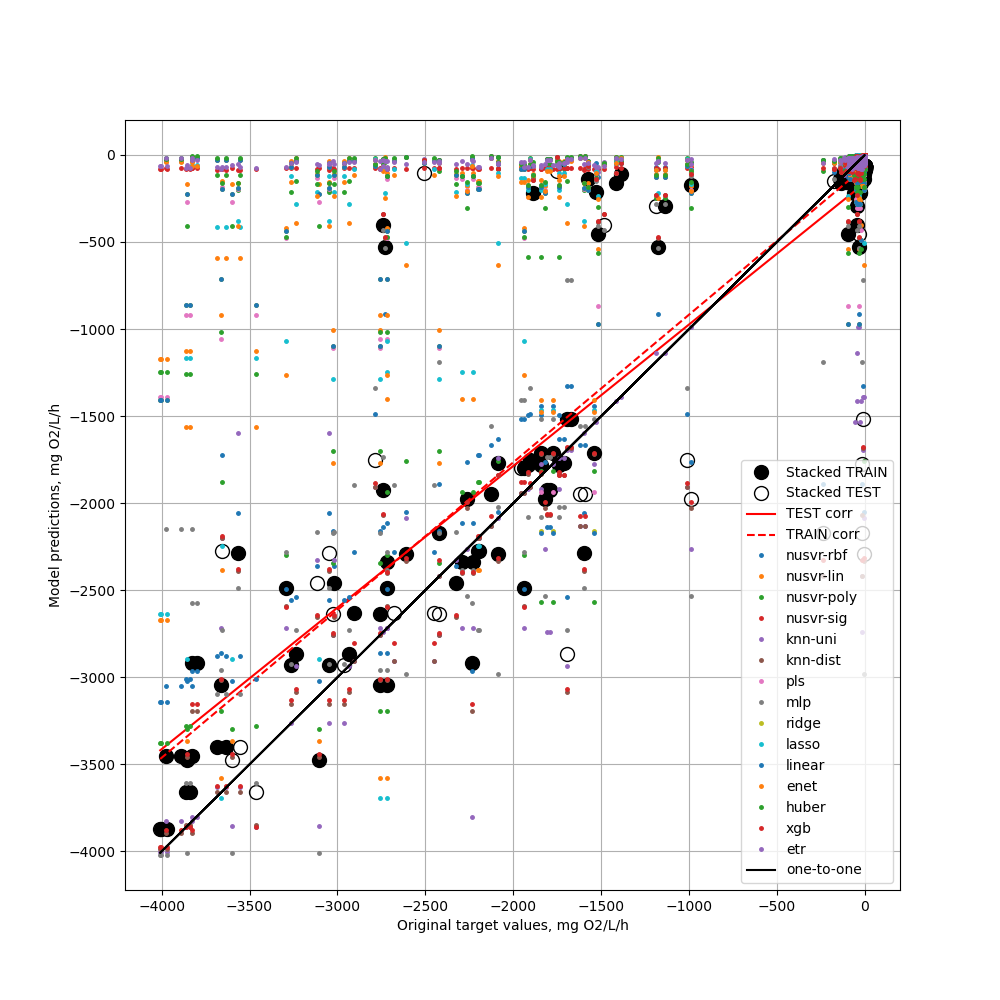 0
−500
−1000
−1500
−2000
−2500
−3000
−3500
−4000
Model predictions, mg O2/L/h
−4000 −3500 −3000 −2500 −2000 −1500 −1000 −500 0
Original target values, mg O2/L/h
Stacked TRAIN
Stacked TEST
TEST corr
TRAIN corr
nusvr-rbf
nusvr-lin
nusvr-poly
nusvr-sig
knn-uni
knn-dist
pls
mlp
ridge
lasso
linear
enet
huber
xgb
etr
one-to-one